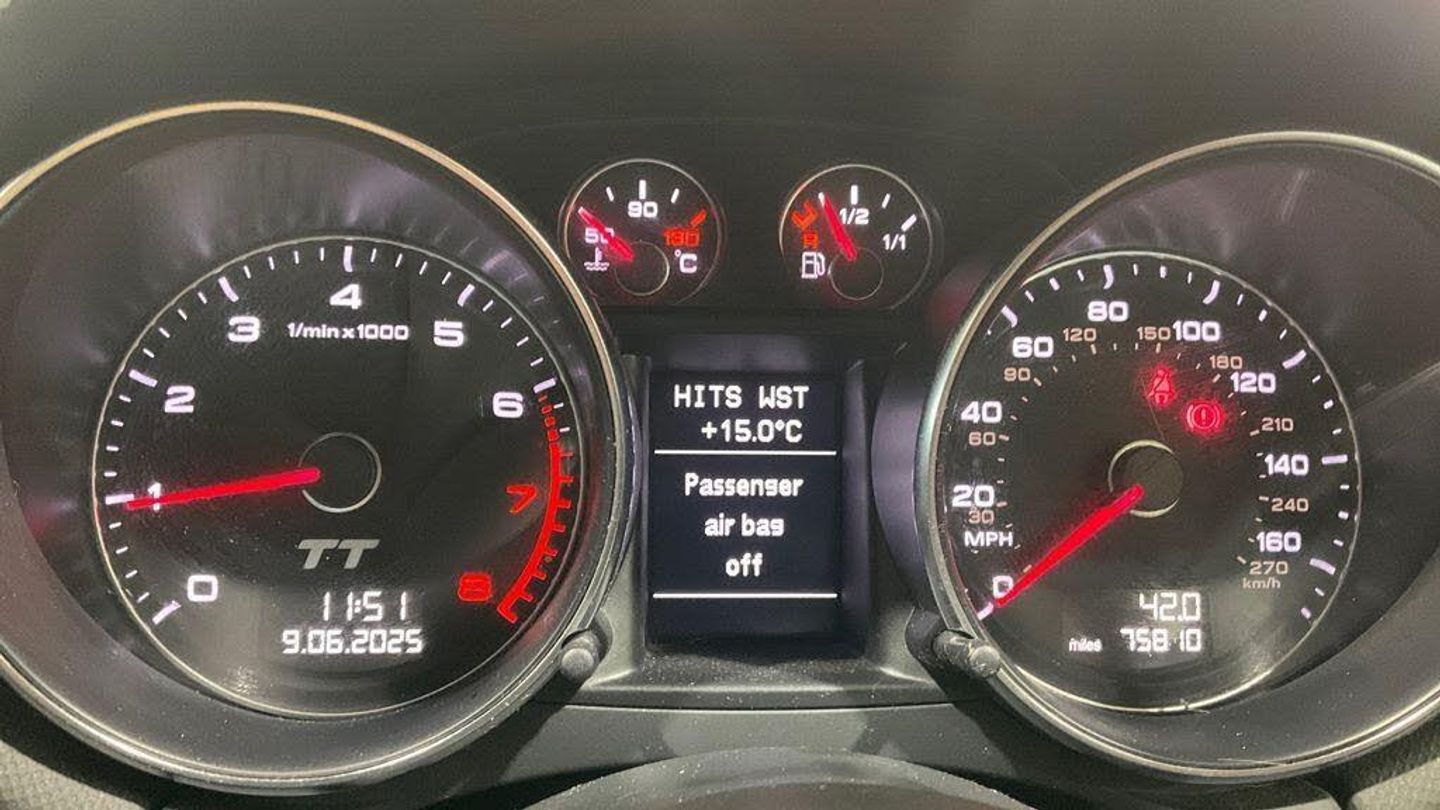 50
90
130
°C
R
1/2
1/1
0
1
2
3
4
5
6
7
8
1/min x 1000
TT
11:51
9.06.2025
HITS WST
+15.0°C
Passenger
air bag
off
0
20
40
60
80
100
120
140
160
MPH
30
60
90
120
150
180
210
240
270
km/h
42.0
miles 75810